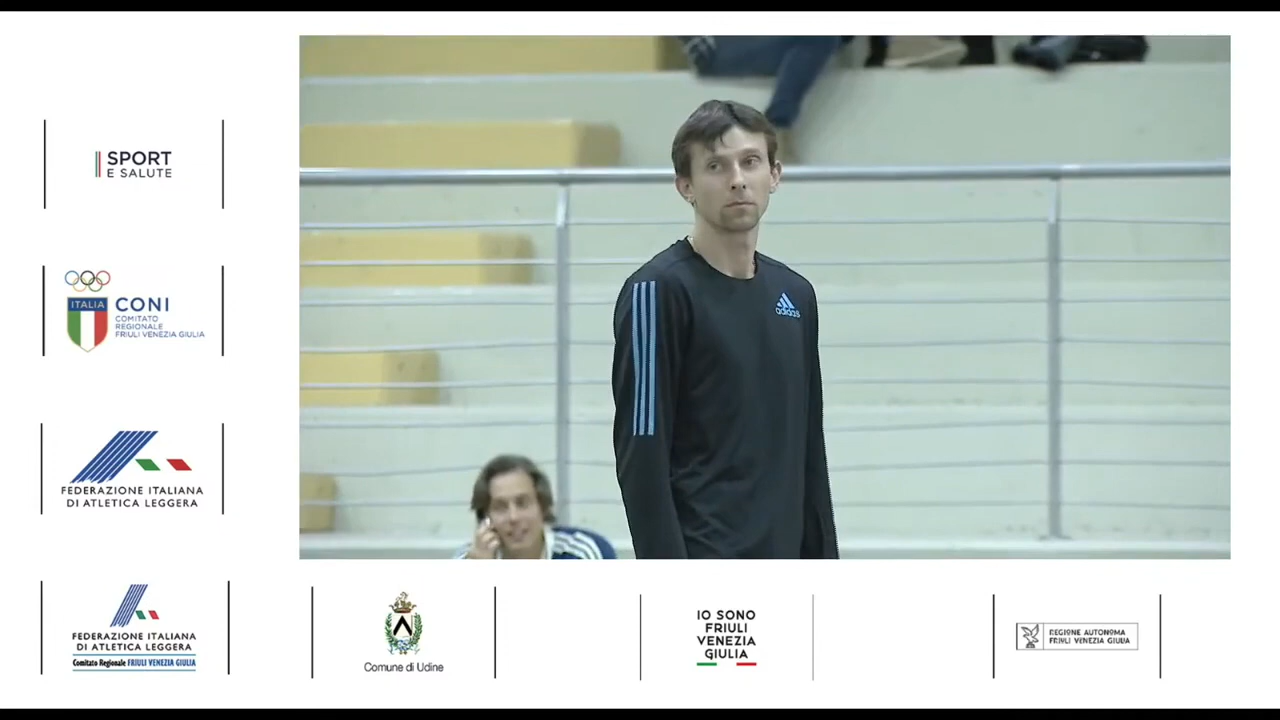 SPORT
E SALUTE
ITALIA
CONI
COMITATO
REGIONALE
FRIULI VENEZIA GIULIA
FEDERAZIONE ITALIANA
DI ATLETICA LEGGERA
FEDERAZIONE ITALIANA
DI ATLETICA LEGGERA
Comitato Regionale FRIULI VENEZIA GIULIA
Comune di Udine
IO SONO
FRIULI
VENEZIA
GIULIA
REGIONE AUTONOMA
FRIULI VENEZIA GIULIA
adidas